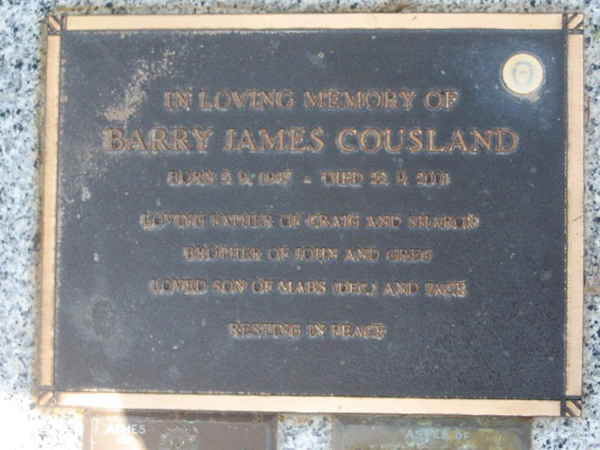 IN LOVING MEMORY OF
BARRY JAMES COUSLAND
BORN 5. 9. 1947 - DIED 22. 9. 2001
LOVING FATHER OF CRAIG AND SHARON
BROTHER OF JOHN AND GREG
LOVED SON OF MABS (DEC.) AND JACK
RESTING IN PEACE
ASHES
ASHES OF